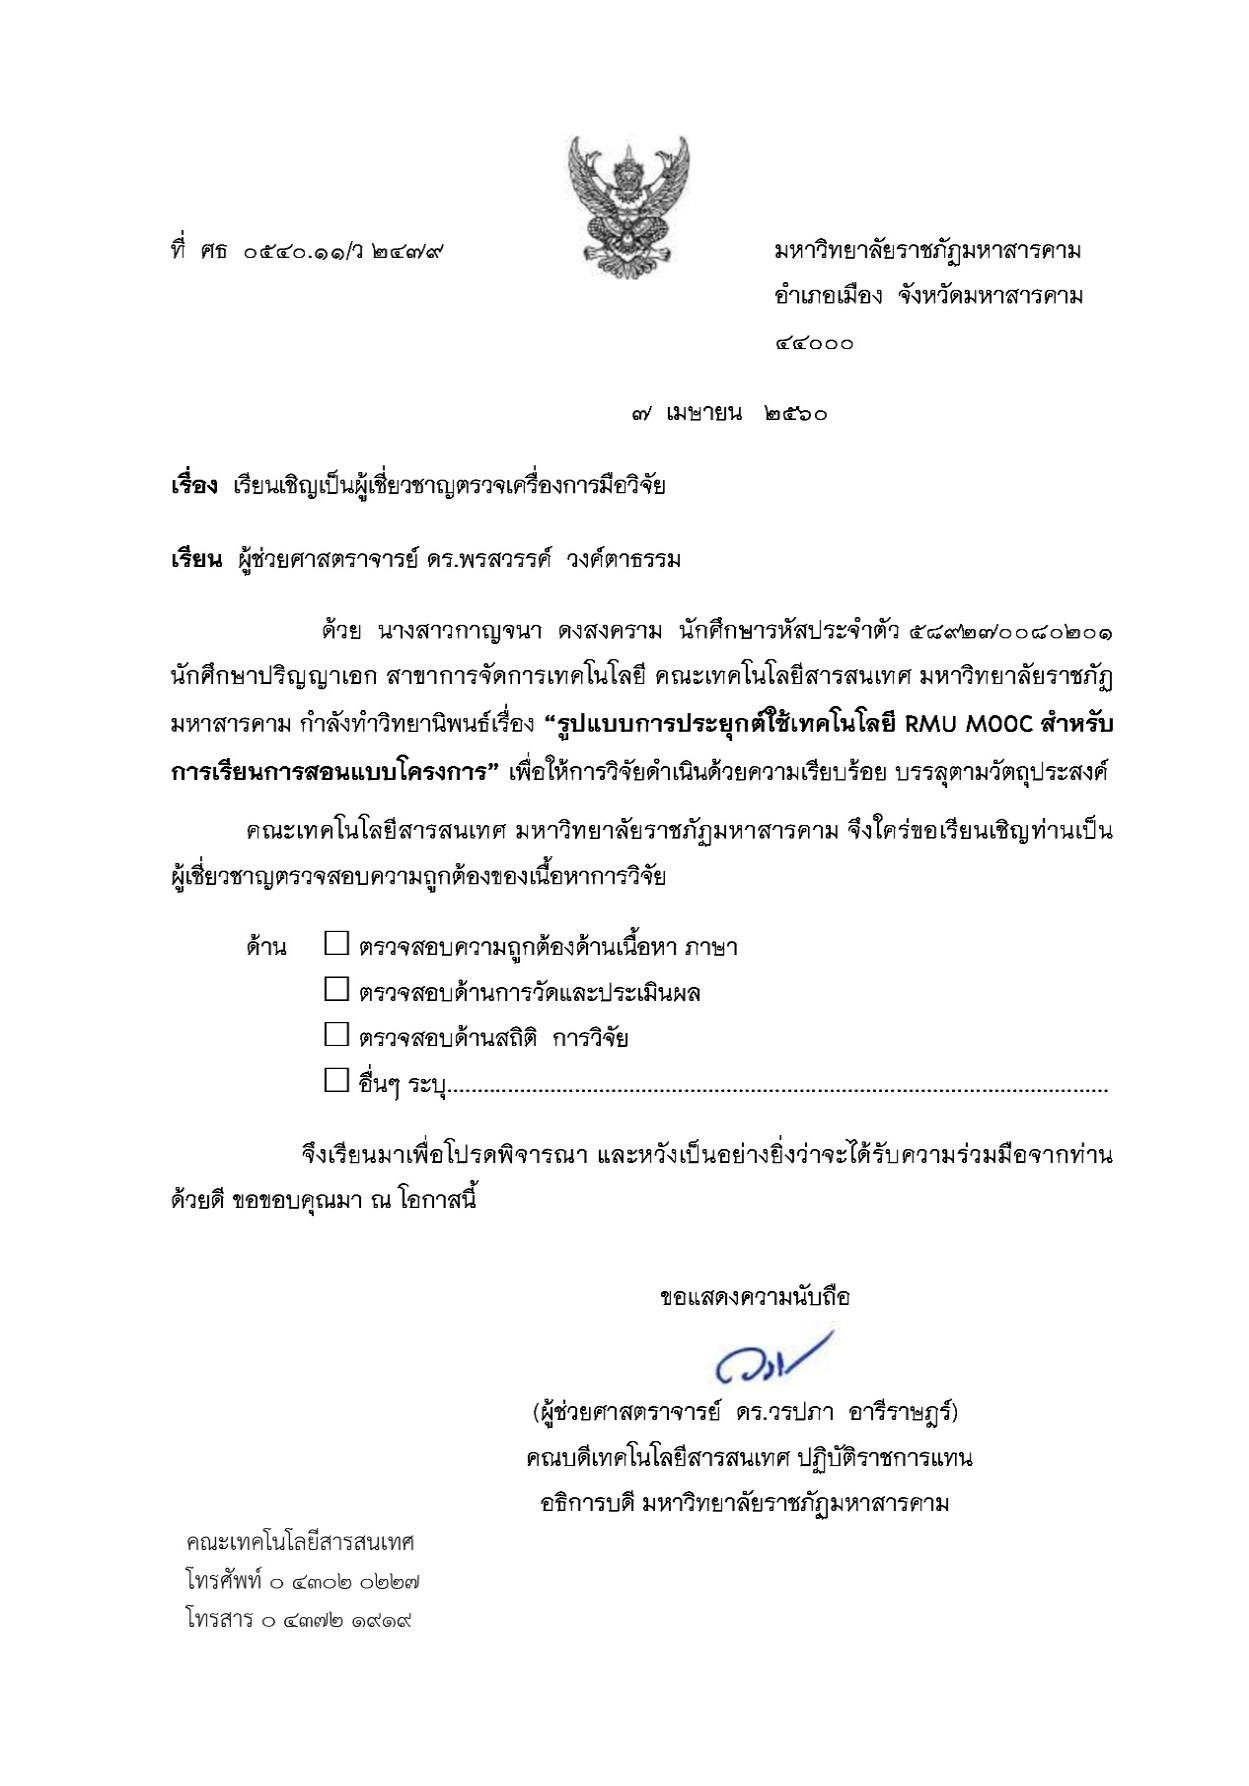 ที่ ศธ ๐๕๔๐.๑๑/ว ๒๔๗๙
มหาวิทยาลัยราชภัฏมหาสารคาม
อำเภอเมือง จังหวัดมหาสารคาม
๔๔๐๐๐
๗ เมษายน ๒๕๖๐
เรื่อง เรียนเชิญเป็นผู้เชี่ยวชาญตรวจเครื่องการมือวิจัย
เรียน ผู้ช่วยศาสตราจารย์ ดร.พรสวรรค์ วงค์ตาธรรม
ด้วย นางสาวกาญจนา ดงสงคราม นักศึกษารหัสประจำตัว ๕๘๙๒๗๐๐๘๐๒๐๑
นักศึกษาปริญญาเอก สาขาการจัดการเทคโนโลยี คณะเทคโนโลยีสารสนเทศ มหาวิทยาลัยราชภัฏ
มหาสารคาม กำลังทำวิทยานิพนธ์เรื่อง “รูปแบบการประยุกต์ใช้เทคโนโลยี RMU MOOC สำหรับ
การเรียนการสอนแบบโครงการ” เพื่อให้การวิจัยดำเนินด้วยความเรียบร้อย บรรลุตามวัตถุประสงค์
คณะเทคโนโลยีสารสนเทศ มหาวิทยาลัยราชภัฏมหาสารคาม จึงใคร่ขอเรียนเชิญท่านเป็น
ผู้เชี่ยวชาญตรวจสอบความถูกต้องของเนื้อหาการวิจัย
ด้าน ☐ ตรวจสอบความถูกต้องด้านเนื้อหา ภาษา
☐ ตรวจสอบด้านการวัดและประเมินผล
☐ ตรวจสอบด้านสถิติ การวิจัย
☐ อื่นๆ ระบุ.............................................................................................................
จึงเรียนมาเพื่อโปรดพิจารณา และหวังเป็นอย่างยิ่งว่าจะได้รับความร่วมมือจากท่าน
ด้วยดี ขอขอบคุณมา ณ โอกาสนี้
ขอแสดงความนับถือ
(ผู้ช่วยศาสตราจารย์ ดร.วรปภา อารีราษฎร์)
คณบดีเทคโนโลยีสารสนเทศ ปฏิบัติราชการแทน
อธิการบดี มหาวิทยาลัยราชภัฏมหาสารคาม
คณะเทคโนโลยีสารสนเทศ
โทรศัพท์ ๐ ๔๓๐๒ ๐๒๒๗
โทรสาร ๐ ๔๓๗๒ ๑๙๑๙